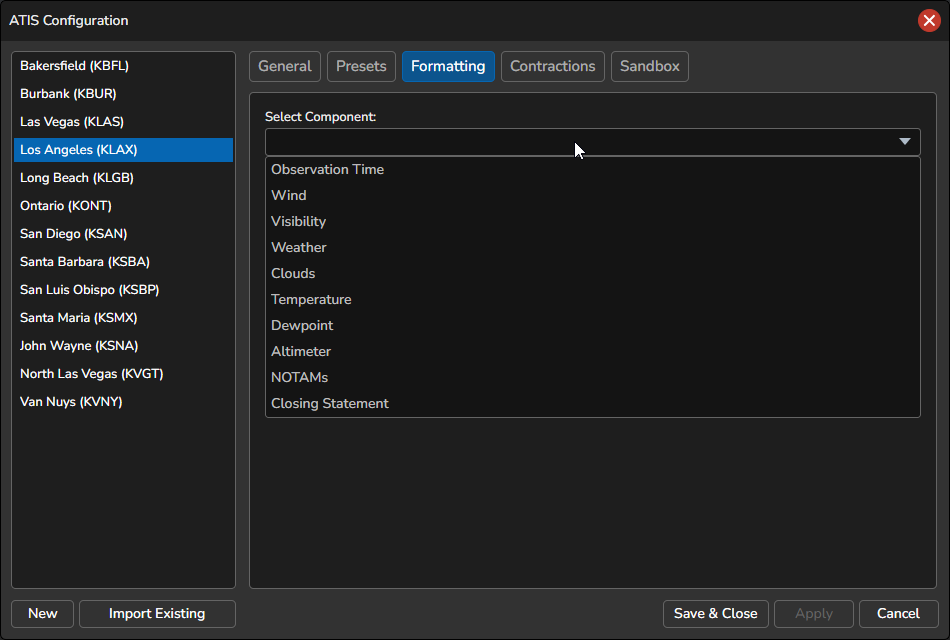 ATIS Configuration
Bakersfield (KBFL)
Burbank (KBUR)
Las Vegas (KLAS)
Los Angeles (KLAX)
Long Beach (KLGB)
Ontario (KONT)
San Diego (KSAN)
Santa Barbara (KSBA)
San Luis Obispo (KSBP)
Santa Maria (KSMX)
John Wayne (KSNA)
North Las Vegas (KVGT)
Van Nuys (KVNY)
General Presets Formatting Contractions Sandbox
Select Component:
Observation Time
Wind
Visibility
Weather
Clouds
Temperature
Dewpoint
Altimeter
NOTAMs
Closing Statement
New Import Existing Save & Close Apply Cancel